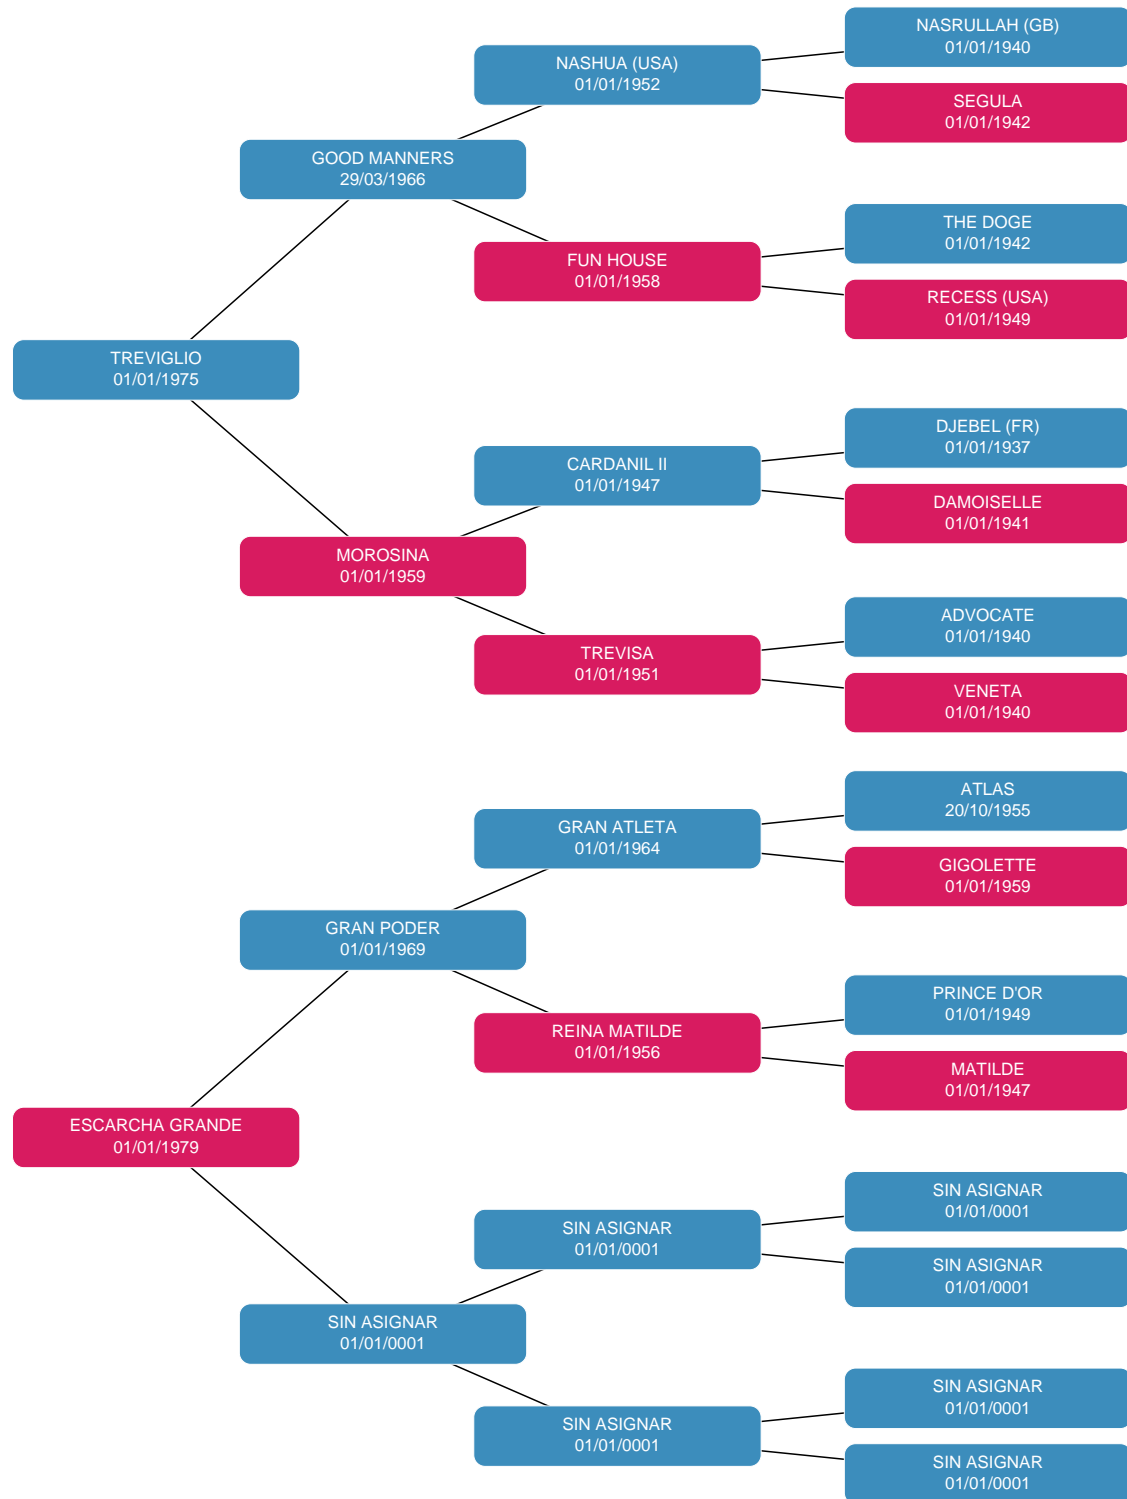 NASRULLAH (GB)
01/01/1940
NASHUA (USA)
01/01/1952
SEGULA
01/01/1942
GOOD MANNERS
29/03/1966
THE DOGE
01/01/1942
FUN HOUSE
01/01/1958
RECESS (USA)
01/01/1949
TREVIGLIO
01/01/1975
DJEBEL (FR)
01/01/1937
CARDANIL II
01/01/1947
DAMOISELLE
01/01/1941
MOROSINA
01/01/1959
ADVOCATE
01/01/1940
TREVISA
01/01/1951
VENETA
01/01/1940
ATLAS
20/10/1955
GRAN ATLETA
01/01/1964
GIGOLETTE
01/01/1959
GRAN PODER
01/01/1969
PRINCE D'OR
01/01/1949
REINA MATILDE
01/01/1956
MATILDE
01/01/1947
ESCARCHA GRANDE
01/01/1979
SIN ASIGNAR
01/01/0001
SIN ASIGNAR
01/01/0001
SIN ASIGNAR
01/01/0001
SIN ASIGNAR
01/01/0001
SIN ASIGNAR
01/01/0001
SIN ASIGNAR
01/01/0001
SIN ASIGNAR
01/01/0001